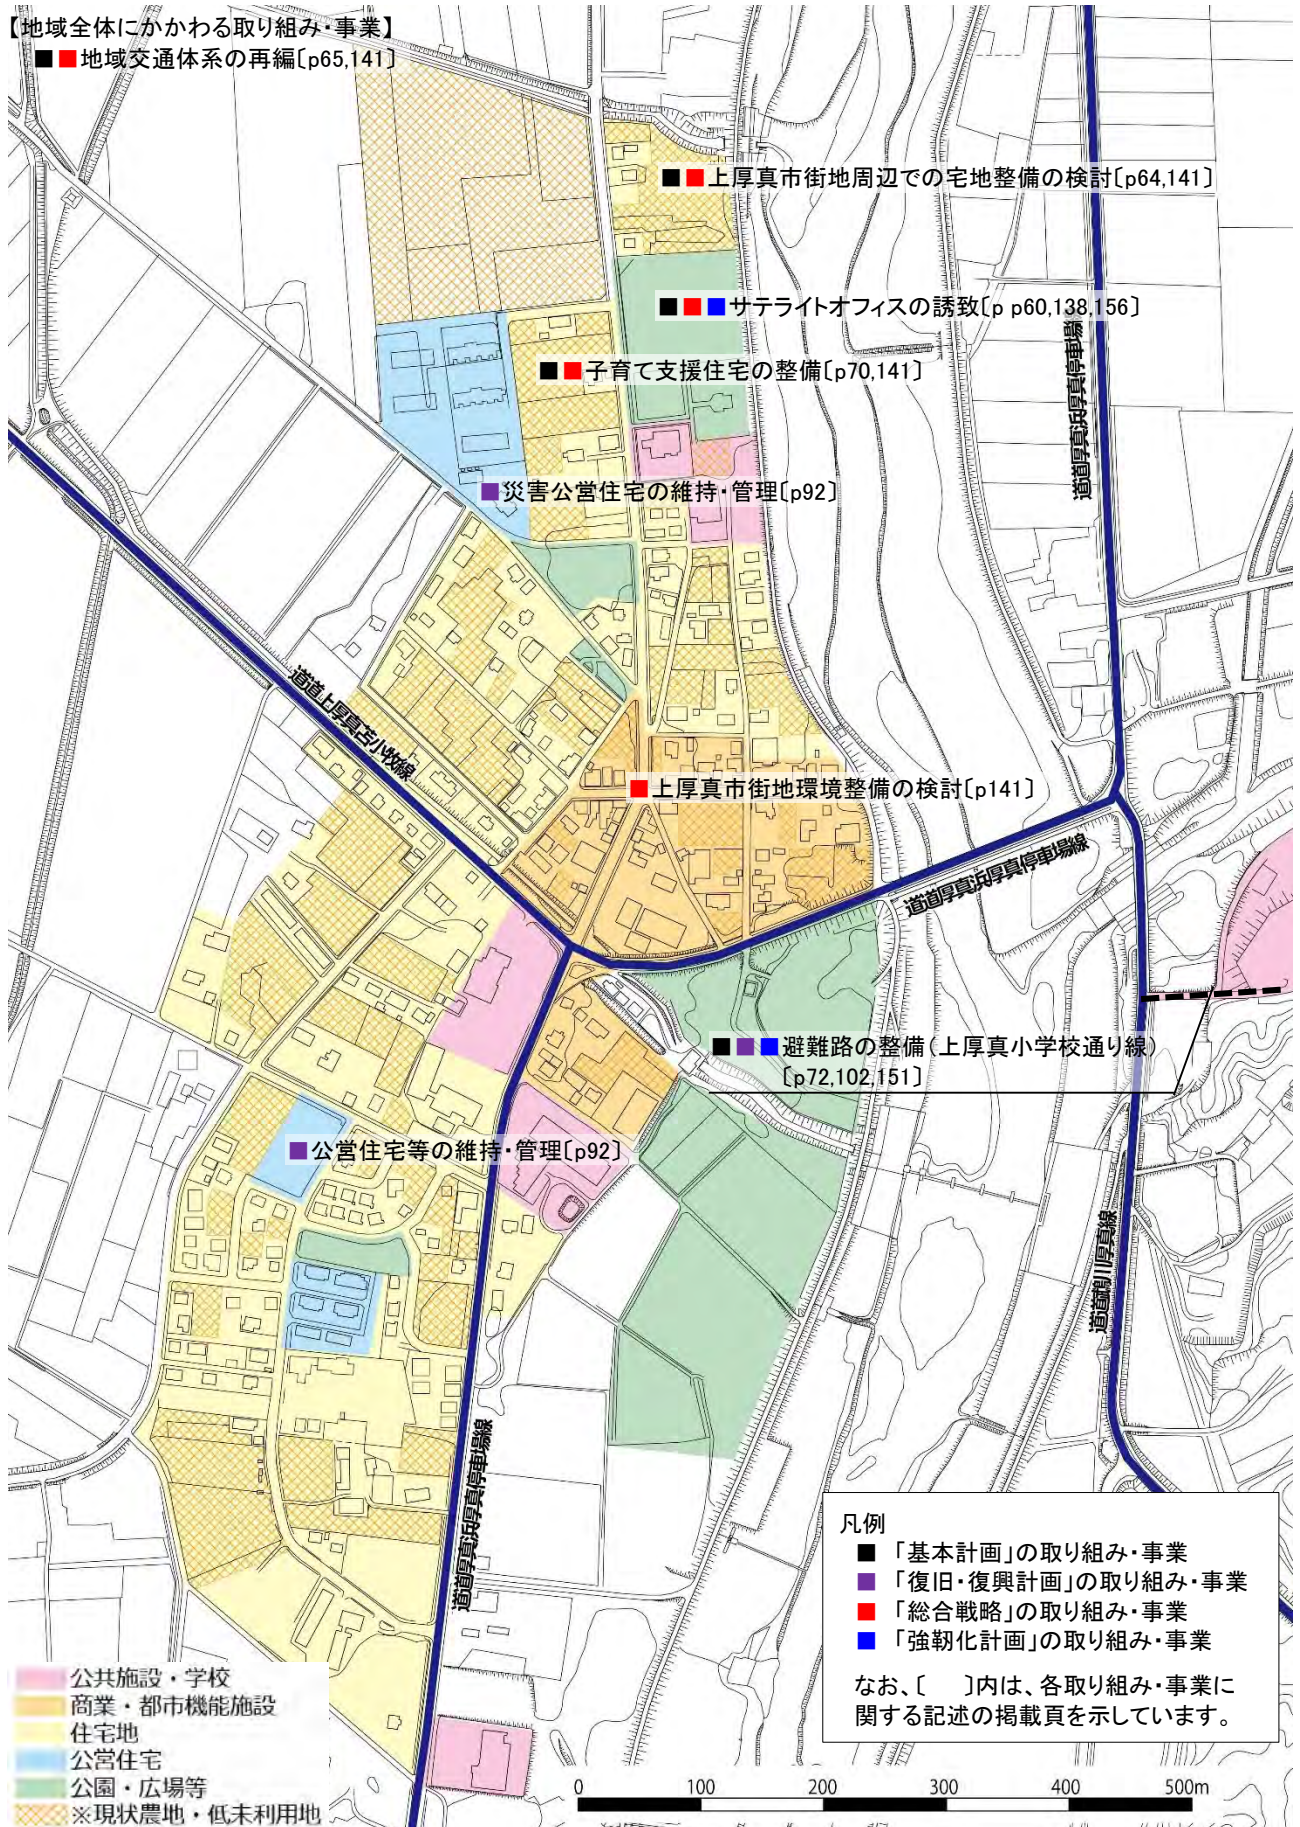 【地域全体にかかわる取り組み・事業】
■■地域交通体系の再編〔p65,141〕
■■上厚真市街地周辺での宅地整備の検討〔p64,141〕
■■■サテライトオフィスの誘致〔p p60,138,156〕
■■子育て支援住宅の整備〔p70,141〕
道道厚真浜厚真停車場線
■災害公営住宅の維持・管理〔p92〕
道道上厚真苫小牧線
■上厚真市街地環境整備の検討〔p141〕
道道厚真浜厚真停車場線
■■■避難路の整備（上厚真小学校通り線）
〔p72,102,151〕
■公営住宅等の維持・管理〔p92〕
道道鵡川厚真線
道道厚真浜厚真停車場線
凡例
■「基本計画」の取り組み・事業
■「復旧・復興計画」の取り組み・事業
■「総合戦略」の取り組み・事業
■「強靭化計画」の取り組み・事業
なお、〔　〕内は、各取り組み・事業に
関する記述の掲載頁を示しています。
公共施設・学校
商業・都市機能施設
住宅地
公営住宅
公園・広場等
※現状農地・低未利用地
0 100 200 300 400 500m